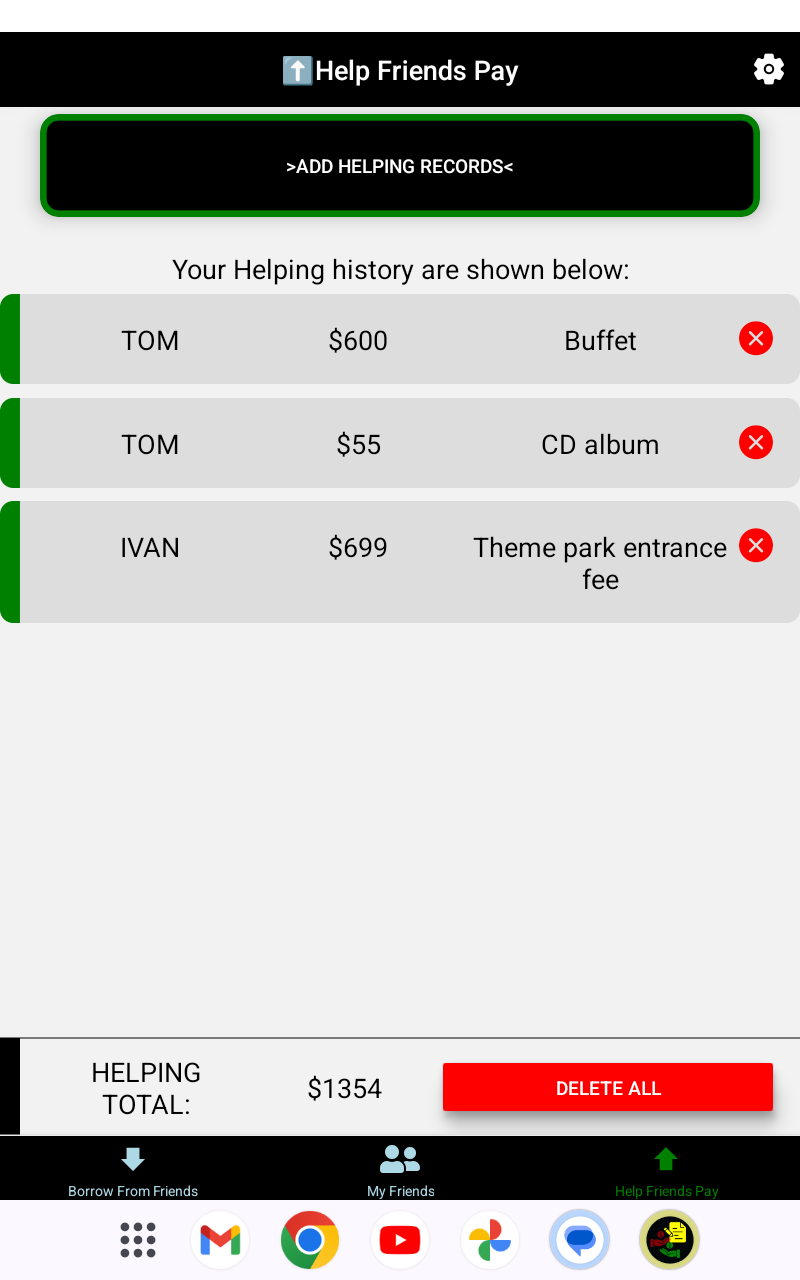 ⬆️Help Friends Pay
>ADD HELPING RECORDS<
Your Helping history are shown below:
TOM $600 Buffet
TOM $55 CD album
IVAN $699 Theme park entrance
fee
HELPING
TOTAL: $1354 DELETE ALL
Borrow From Friends My Friends Help Friends Pay